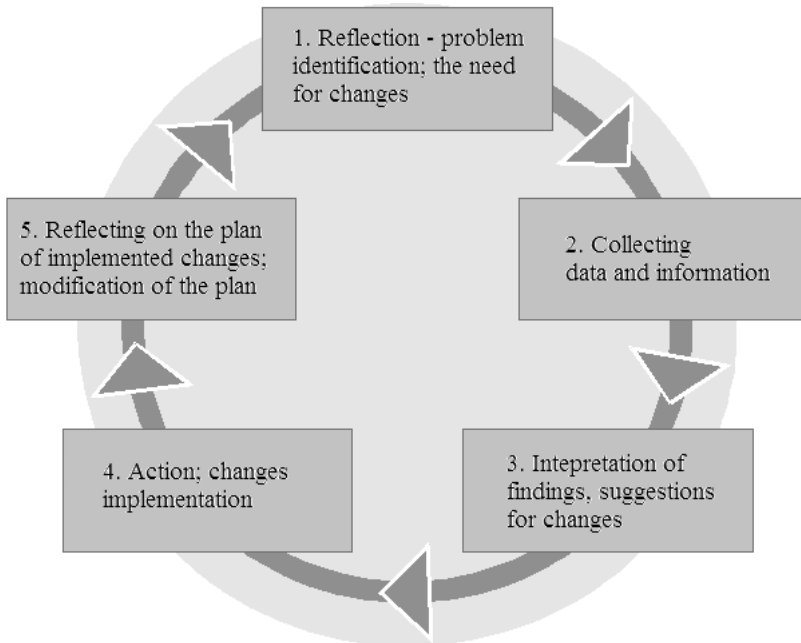 1. Reflection - problem
identification; the need
for changes
2. Collecting
data and information
3. Intepretation of
findings, suggestions
for changes
4. Action; changes
implementation
5. Reflecting on the plan
of implemented changes;
modification of the plan